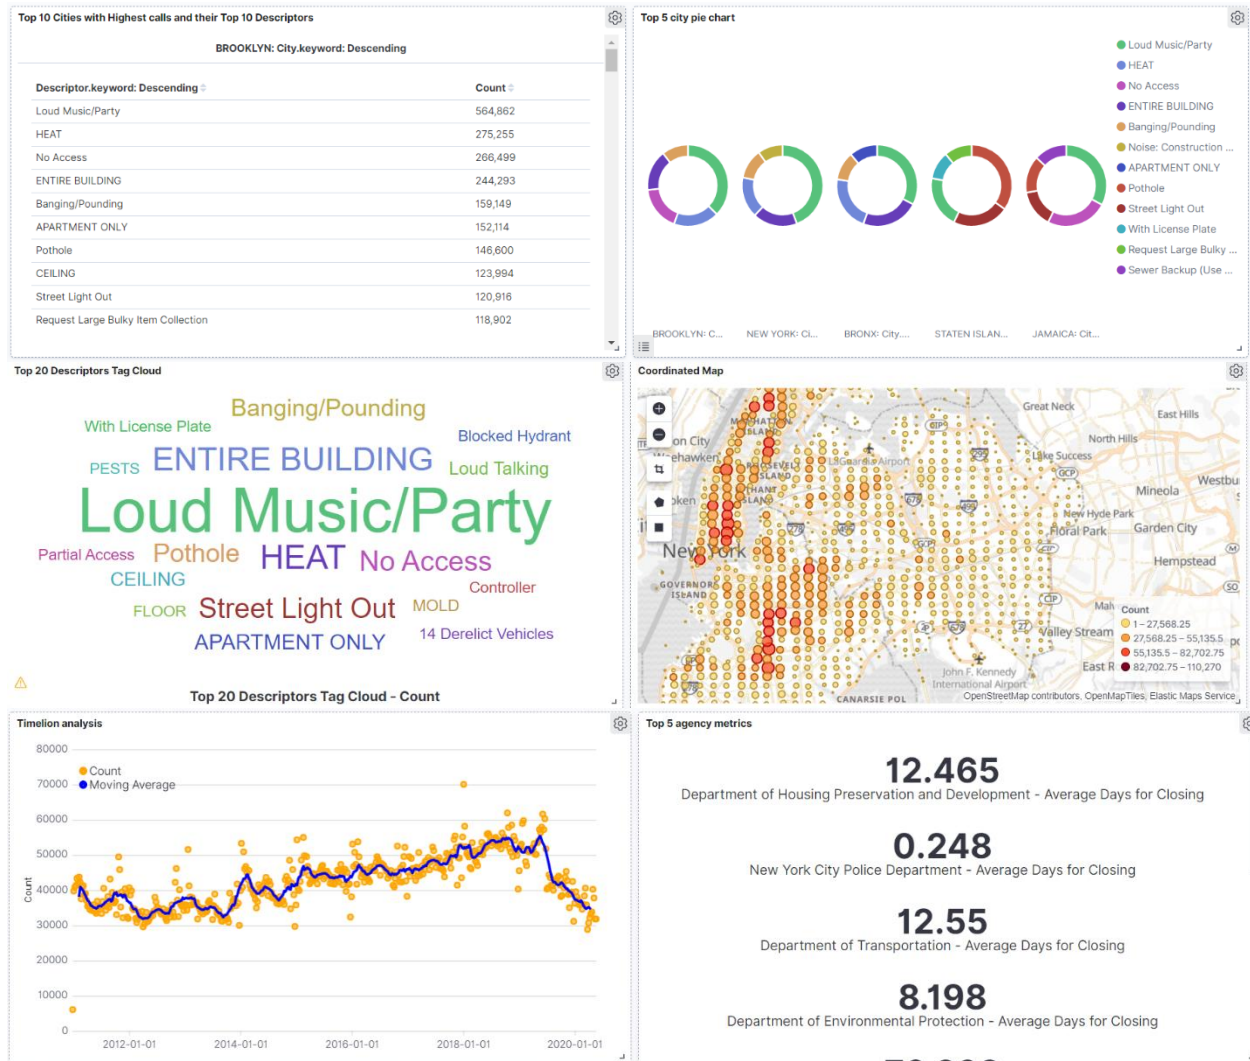 Top 10 Cities with Highest calls and their Top 10 Descriptors
BROOKLYN: City.keyword: Descending
Descriptor.keyword: Descending Count
Loud Music/Party 564,862
HEAT 275,255
No Access 266,499
ENTIRE BUILDING 244,293
Banging/Pounding 159,149
APARTMENT ONLY 152,114
Pothole 146,600
CEILING 123,994
Street Light Out 120,916
Request Large Bulky Item Collection 118,902
Top 5 city pie chart
Loud Music/Party
HEAT
No Access
ENTIRE BUILDING
Banging/Pounding
Noise: Construction ...
APARTMENT ONLY
Pothole
Street Light Out
With License Plate
Request Large Bulky ...
Sewer Backup (Use ...
BROOKLYN: C... NEW YORK: Ci... BRONX: City.... STATEN ISLAN... JAMAICA: Cit...
Top 20 Descriptors Tag Cloud
Banging/Pounding
With License Plate
Blocked Hydrant
PESTS ENTIRE BUILDING Loud Talking
Loud Music/Party
Partial Access Pothole HEAT No Access
CEILING
Controller
FLOOR Street Light Out MOLD
APARTMENT ONLY 14 Derelict Vehicles
Top 20 Descriptors Tag Cloud - Count
Coordinated Map
Great Neck
East Hills
North Hills
Lake Success
LaGuardia Airport
Mineola
New Hyde Park
Floral Park
Garden City
New York
Hempstead
GOVERNOR
ISLAND
Valley Stream
John F. Kennedy
International Airport
CANARSIE POL
Count
1 – 27,568.25
27,568.25 – 55,135.5
55,135.5 – 82,702.75
82,702.75 – 110,270
OpenStreetMap contributors, OpenMapTiles, Elastic Maps Service
Timelion analysis
80000
70000
60000
50000
40000
30000
20000
10000
0
Count
Count
Moving Average
2012-01-01 2014-01-01 2016-01-01 2018-01-01 2020-01-01
Top 5 agency metrics
12.465
Department of Housing Preservation and Development - Average Days for Closing
0.248
New York City Police Department - Average Days for Closing
12.55
Department of Transportation - Average Days for Closing
8.198
Department of Environmental Protection - Average Days for Closing